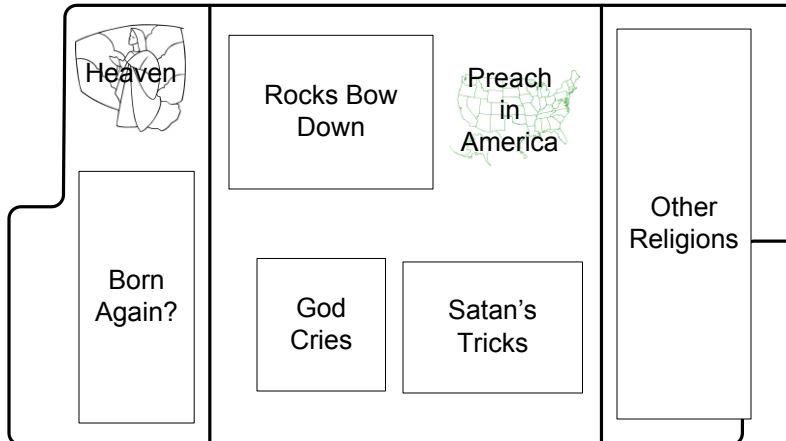 Heaven
Rocks Bow
Down
Preach
in
America
Born
Again?
God
Cries
Satan’s
Tricks
Other
Religions